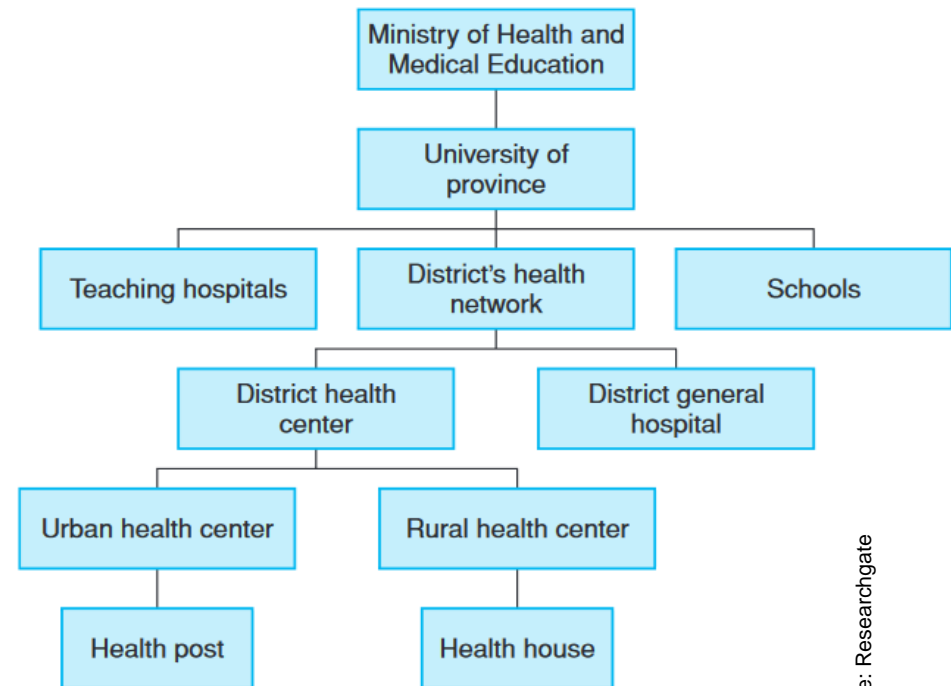 Ministry of Health and
Medical Education
University of
province
Teaching hospitals
District's health
network
Schools
District health
center
District general
hospital
Urban health center
Rural health center
Health post
Health house
e: Researchgate